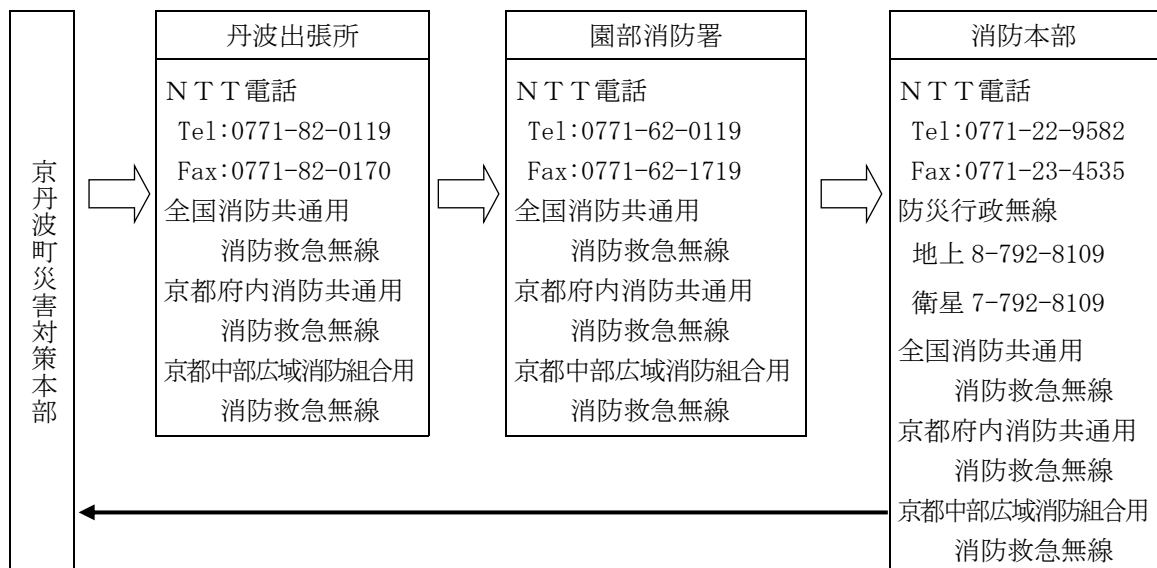 京丹波町災害対策本部
丹波出張所
ＮＴＴ電話
Tel:0771-82-0119
Fax:0771-82-0170
全国消防共通用
消防救急無線
京都府内消防共通用
消防救急無線
京都中部広域消防組合用
消防救急無線
園部消防署
ＮＴＴ電話
Tel:0771-62-0119
Fax:0771-62-1719
全国消防共通用
消防救急無線
京都府内消防共通用
消防救急無線
京都中部広域消防組合用
消防救急無線
消防本部
ＮＴＴ電話
Tel:0771-22-9582
Fax:0771-23-4535
防災行政無線
地上 8-792-8109
衛星 7-792-8109
全国消防共通用
消防救急無線
京都府内消防共通用
消防救急無線
京都中部広域消防組合用
消防救急無線